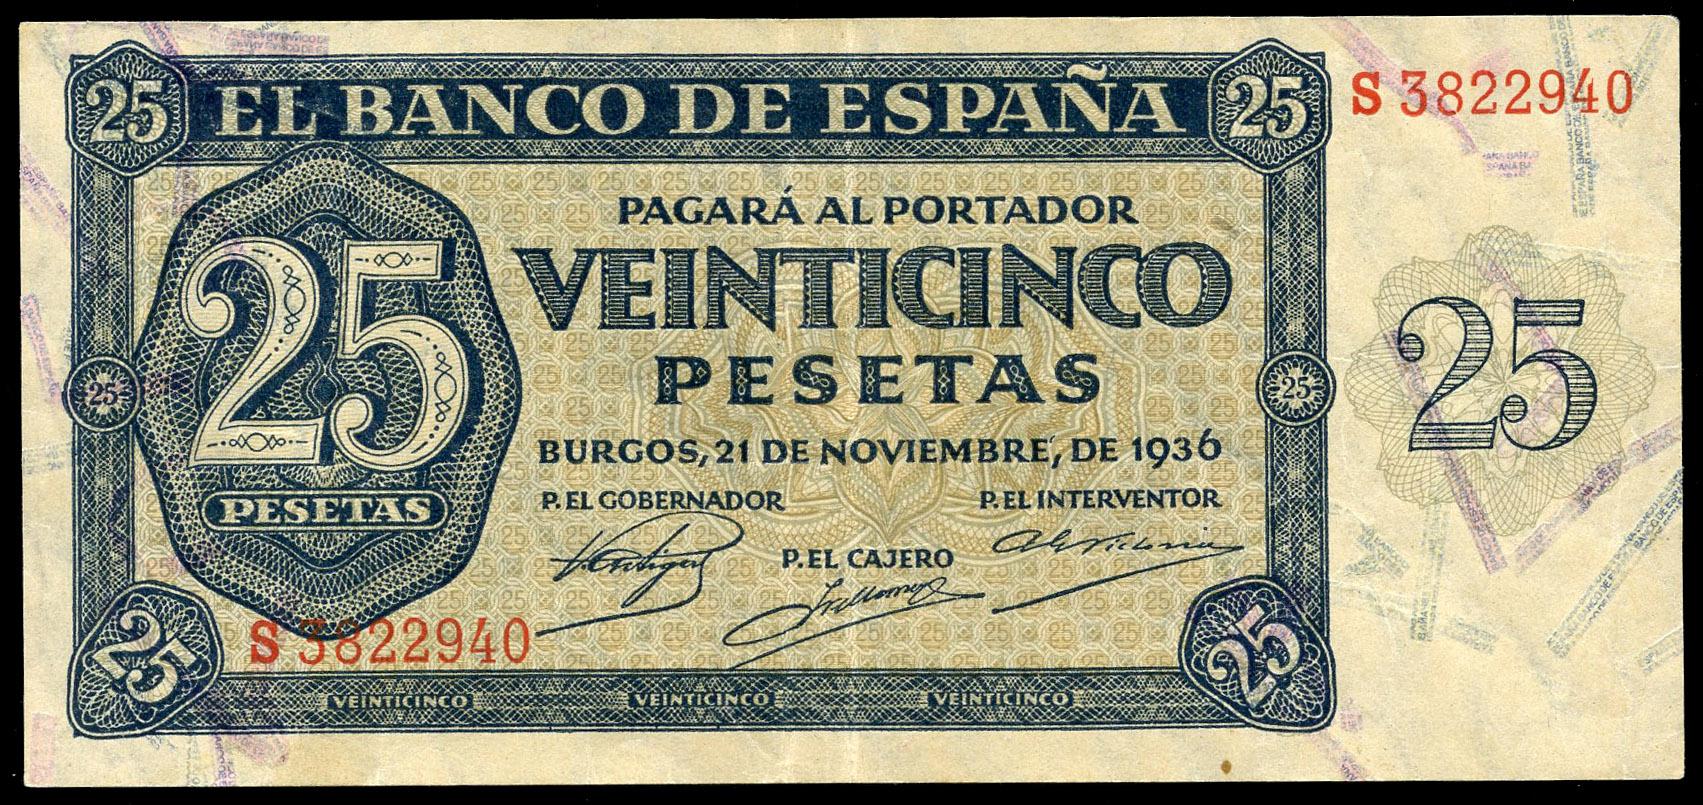 25 EL BANCO DE ESPAÑA 25
S 3822940
PAGARÁ AL PORTADOR
VEINTICINCO
PESETAS
25
PESETAS
25
25
25
BURGOS, 21 DE NOVIEMBRE, DE 1936
P. EL GOBERNADOR P. EL INTERVENTOR
P. EL CAJERO
S 3822940
25 25
VEINTICINCO VEINTICINCO VEINTICINCO